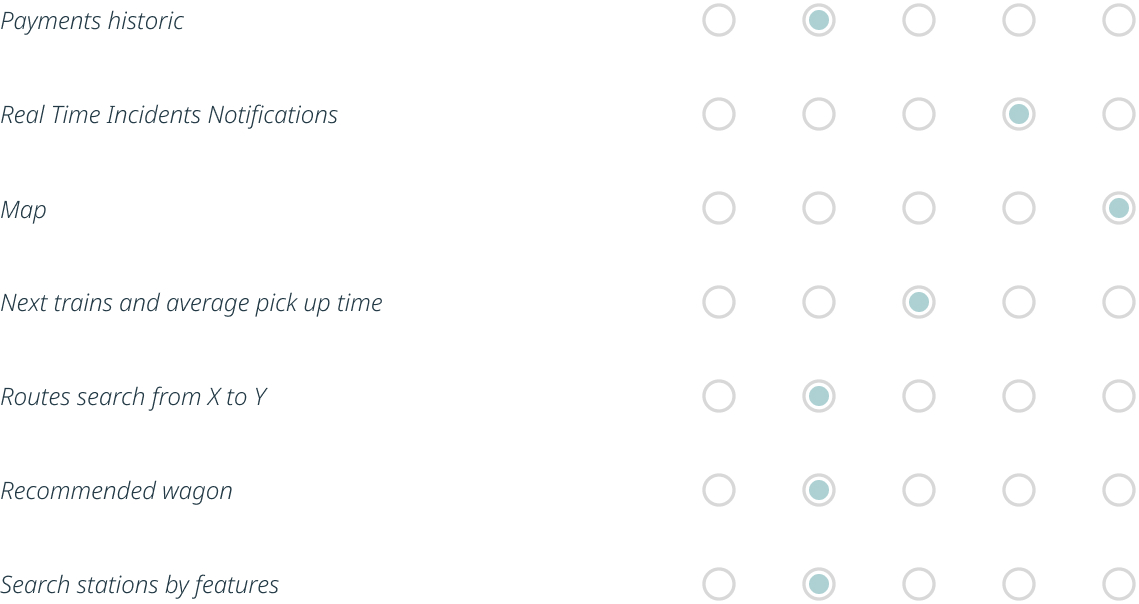 Payments historic
Real Time Incidents Notifications
Map
Next trains and average pick up time
Routes search from X to Y
Recommended wagon
Search stations by features